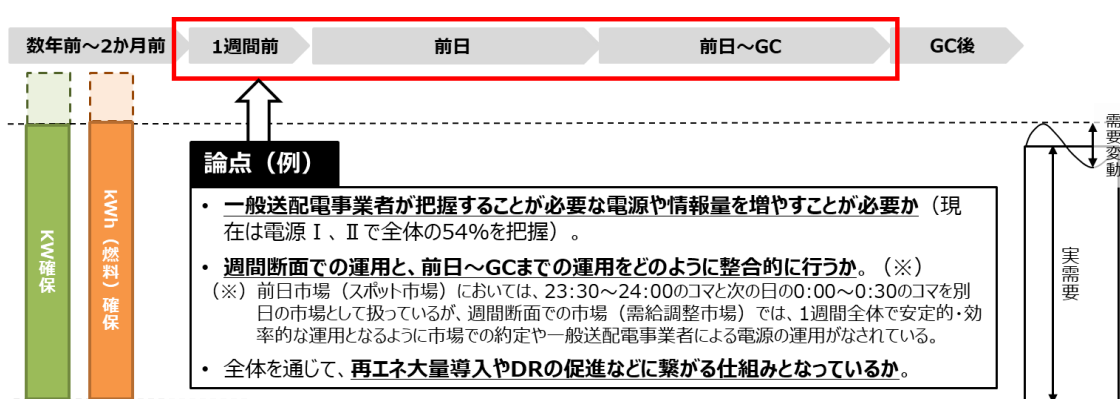 数年前～2か月前
1週間前
前日
前日～GC
GC後
需要変動
論点（例）
• 一般送配電事業者が把握することが必要な電源や情報量を増やすことが必要か（現
在は電源Ⅰ、Ⅱで全体の54%を把握）。
• 週間断面での運用と、前日～GCまでの運用をどのように整合的に行うか。（※）
（※）前日市場（スポット市場）においては、23:30～24:00のコマと次の日の0:00～0:30のコマを別
日の市場として扱っているが、週間断面での市場（需給調整市場）では、1週間全体で安定的・効
率的な運用となるように市場での約定や一般送配電事業者による電源の運用がなされている。
• 全体を通じて、再エネ大量導入やDRの促進などに繋がる仕組みとなっているか。
KW確保
KWh（燃料）確保
実需要